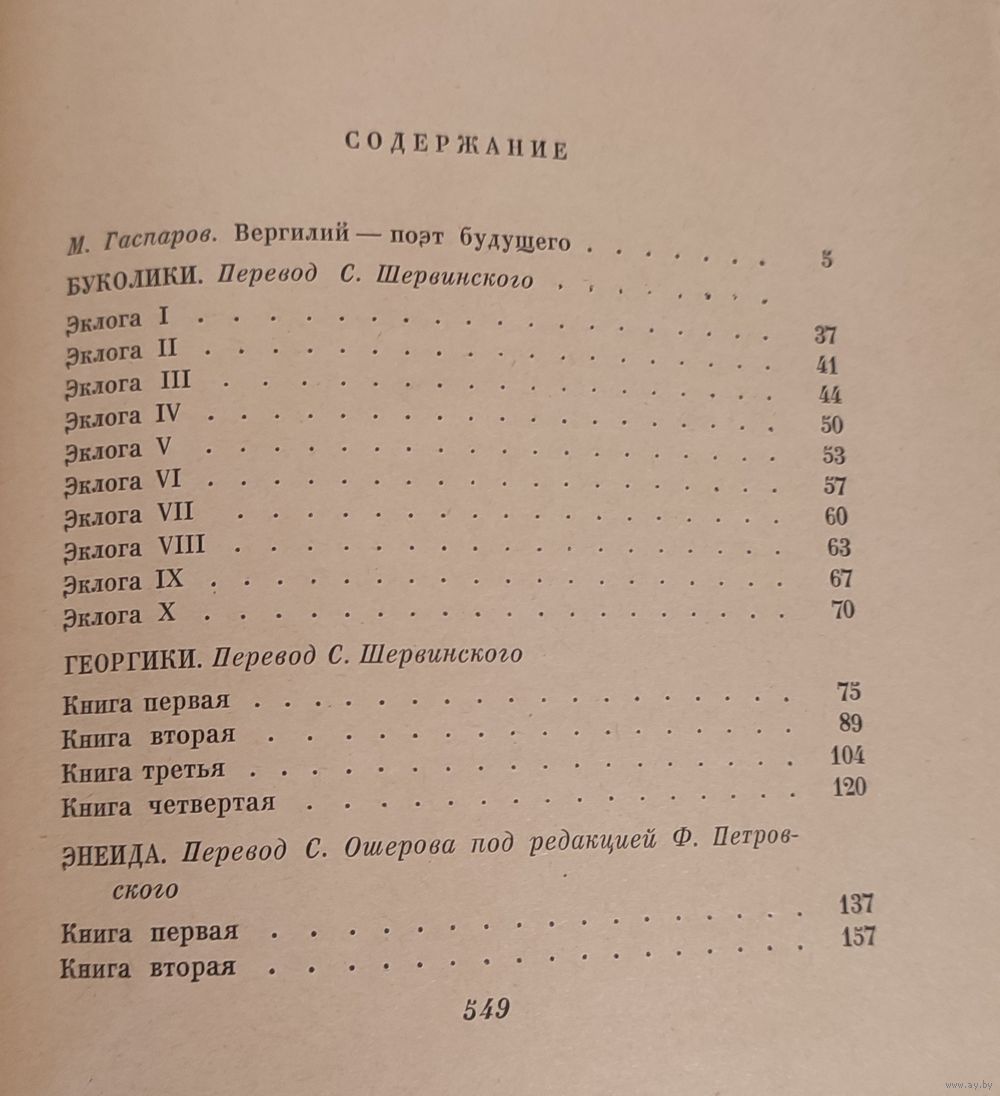 СОДЕРЖАНИЕ
М. Гаспаров. Вергилий — поэт будущего . . . . . . . 5
БУКОЛИКИ. Перевод С. Шервинского . . . . . . . .
Эклога I . . . . . . . . . . . . . . . . . . 37
Эклога II . . . . . . . . . . . . . . . . . . 41
Эклога III . . . . . . . . . . . . . . . . . 44
Эклога IV . . . . . . . . . . . . . . . . . . 50
Эклога V . . . . . . . . . . . . . . . . . . 53
Эклога VI . . . . . . . . . . . . . . . . . . 57
Эклога VII . . . . . . . . . . . . . . . . . 60
Эклога VIII . . . . . . . . . . . . . . . . . 63
Эклога IX . . . . . . . . . . . . . . . . . . 67
Эклога X . . . . . . . . . . . . . . . . . . 70
ГЕОРГИКИ. Перевод С. Шервинского
Книга первая . . . . . . . . . . . . . . . . 75
Книга вторая . . . . . . . . . . . . . . . . 89
Книга третья . . . . . . . . . . . . . . . . 104
Книга четвертая . . . . . . . . . . . . . . 120
ЭНЕИДА. Перевод С. Ошерова под редакцией Ф. Петров-
ского
Книга первая . . . . . . . . . . . . . . . . 137
Книга вторая . . . . . . . . . . . . . . . . 157
549
www.ay.by